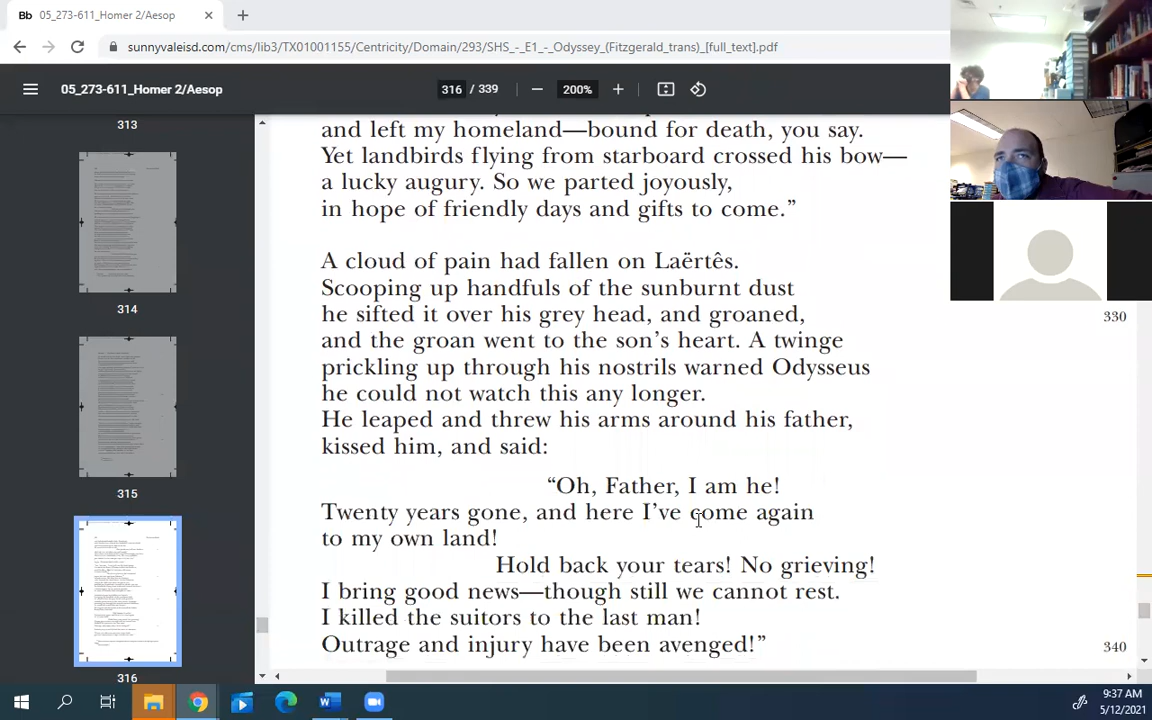 Bb 05_273-611_Homer 2/Aesop
sunnyvaleisd.com/cms/lib3/TX01001155/Centricity/Domain/293/SHS_-_E1_-_Odyssey_(Fitzgerald_trans)_[full_text].pdf
05_273-611_Homer 2/Aesop
316 / 339
200%
313
314
315
316
and left my homeland—bound for death, you say.
Yet landbirds flying from starboard crossed his bow—
a lucky augury. So we parted joyously,
in hope of friendly days and gifts to come.”
A cloud of pain had fallen on Laërtês.
Scooping up handfuls of the sunburnt dust
he sifted it over his grey head, and groaned, 330
and the groan went to the son’s heart. A twinge
prickling up through his nostrils warned Odysseus
he could not watch this any longer.
He leaped and threw his arms around his father,
kissed him, and said:
“Oh, Father, I am he!
Twenty years gone, and here I’ve come again
to my own land!
Hold back your tears! No grieving!
I bring good news—though still we cannot rest.
I killed the suitors to the last man!
Outrage and injury have been avenged!” 340
9:37 AM
5/12/2021